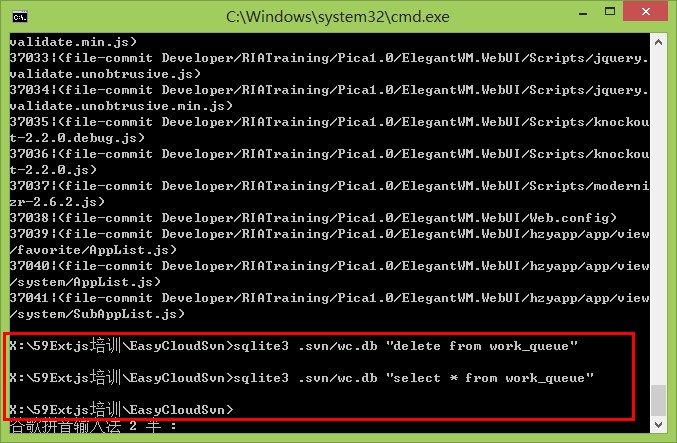 C:\Windows\system32\cmd.exe
validate.min.js)
37033|(file-commit Developer/RIATraining/Pica1.0/ElegantWM.WebUI/Scripts/jquery.
validate.unobtrusive.js)
37034|(file-commit Developer/RIATraining/Pica1.0/ElegantWM.WebUI/Scripts/jquery.
validate.unobtrusive.min.js)
37035|(file-commit Developer/RIATraining/Pica1.0/ElegantWM.WebUI/Scripts/knockou
t-2.2.0.debug.js)
37036|(file-commit Developer/RIATraining/Pica1.0/ElegantWM.WebUI/Scripts/knockou
t-2.2.0.js)
37037|(file-commit Developer/RIATraining/Pica1.0/ElegantWM.WebUI/Scripts/moderni
zr-2.6.2.js)
37038|(file-commit Developer/RIATraining/Pica1.0/ElegantWM.WebUI/Web.config)
37039|(file-commit Developer/RIATraining/Pica1.0/ElegantWM.WebUI/hzyapp/app/view
/favorite/AppList.js)
37040|(file-commit Developer/RIATraining/Pica1.0/ElegantWM.WebUI/hzyapp/app/view
/system/AppList.js)
37041|(file-commit Developer/RIATraining/Pica1.0/ElegantWM.WebUI/hzyapp/app/view
/system/SubAppList.js)
X:\59Extjs培训\EasyCloudSvn>sqlite3 .svn/wc.db "delete from work_queue"
X:\59Extjs培训\EasyCloudSvn>sqlite3 .svn/wc.db "select * from work_queue"
X:\59Extjs培训\EasyCloudSvn>
谷歌拼音输入法 2 半 :